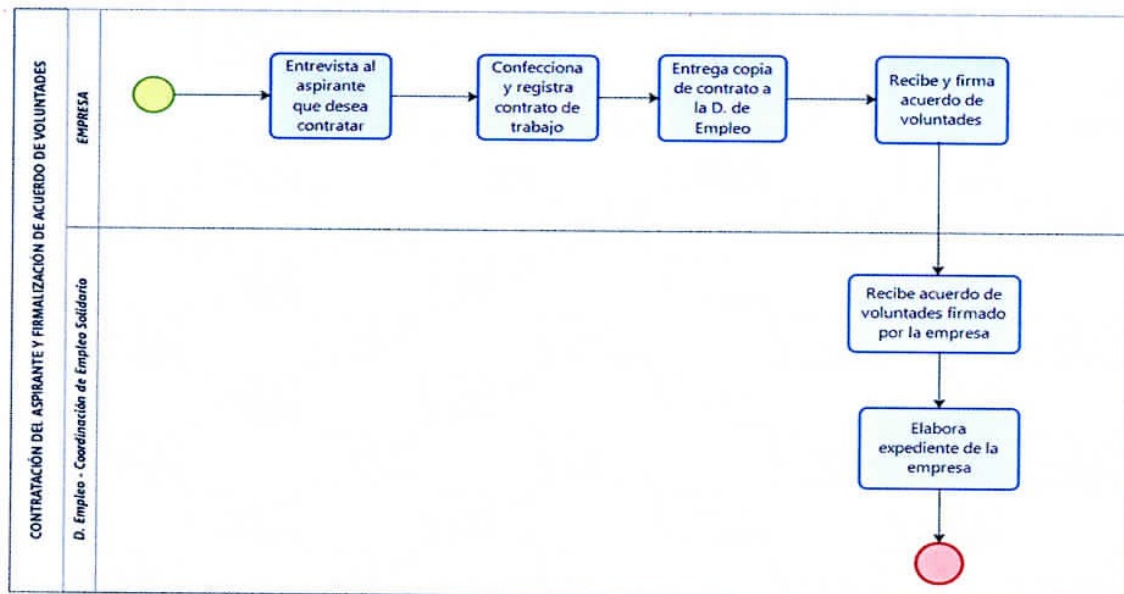 CONTRATACIÓN DEL ASPIRANTE Y FIRMALIZACIÓN DE ACUERDO DE VOLUNTADES
EMPRESA
Entrevista al
aspirante
que desea
contratar
Confecciona
y registra
contrato de
trabajo
Entrega copia
de contrato a
la D. de
Empleo
Recibe y firma
acuerdo de
voluntades
D. Empleo - Coordinación de Empleo Solidario
Recibe acuerdo de
voluntades firmado
por la empresa
Elabora
expediente de la
empresa